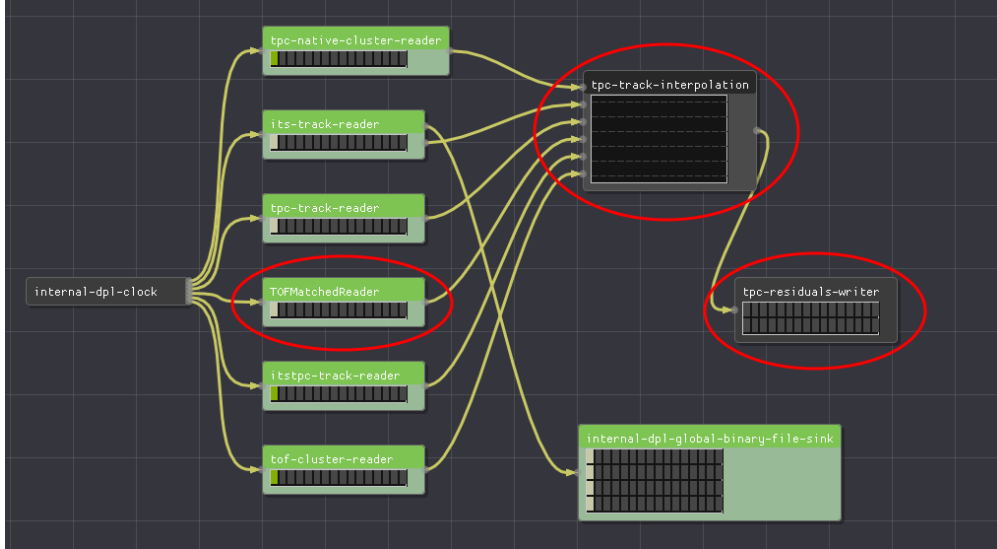 tpc-native-cluster-reader
its-track-reader
tpc-track-reader
internal-dpl-clock
TOFMatchedReader
itstpc-track-reader
tof-cluster-reader
tpc-track-interpolation
tpc-residuals-writer
internal-dpl-global-binary-file-sink